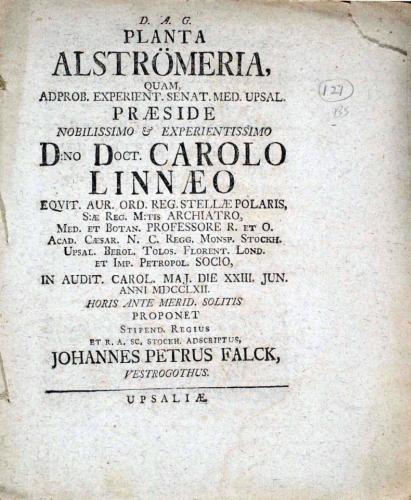 D. A. G.
PLANTA
ALSTRÖMERIA,
QUAM,
ADPROB. EXPERIENT. SENAT. MED. UPSAL.
PRÆSIDE
NOBILISSIMO & EXPERIENTISSIMO
D:NO DOCT. CAROLO
LINNÆO
EQVIT. AUR. ORD. REG. STELLÆ POLARIS,
S:Æ REG. M:TIS ARCHIATRO,
MED. ET BOTAN. PROFESSORE R. ET O.
ACAD. CÆSAR. N. C. REGG. MONSP. STOCKH.
UPSAL. BEROL. TOLOS. FLORENT. LOND.
ET IMP. PETROPOL. SOCIO,
IN AUDIT. CAROL. MAJ. DIE XXIII. JUN.
ANNI MDCCLXII.
HORIS ANTE MERID. SOLITIS
PROPONET
STIPEND. REGIUS
ET R. A. SC. STOCKH. ADSCRIPTUS,
JOHANNES PETRUS FALCK,
VESTROGOTHUS.
UPSALIÆ
127